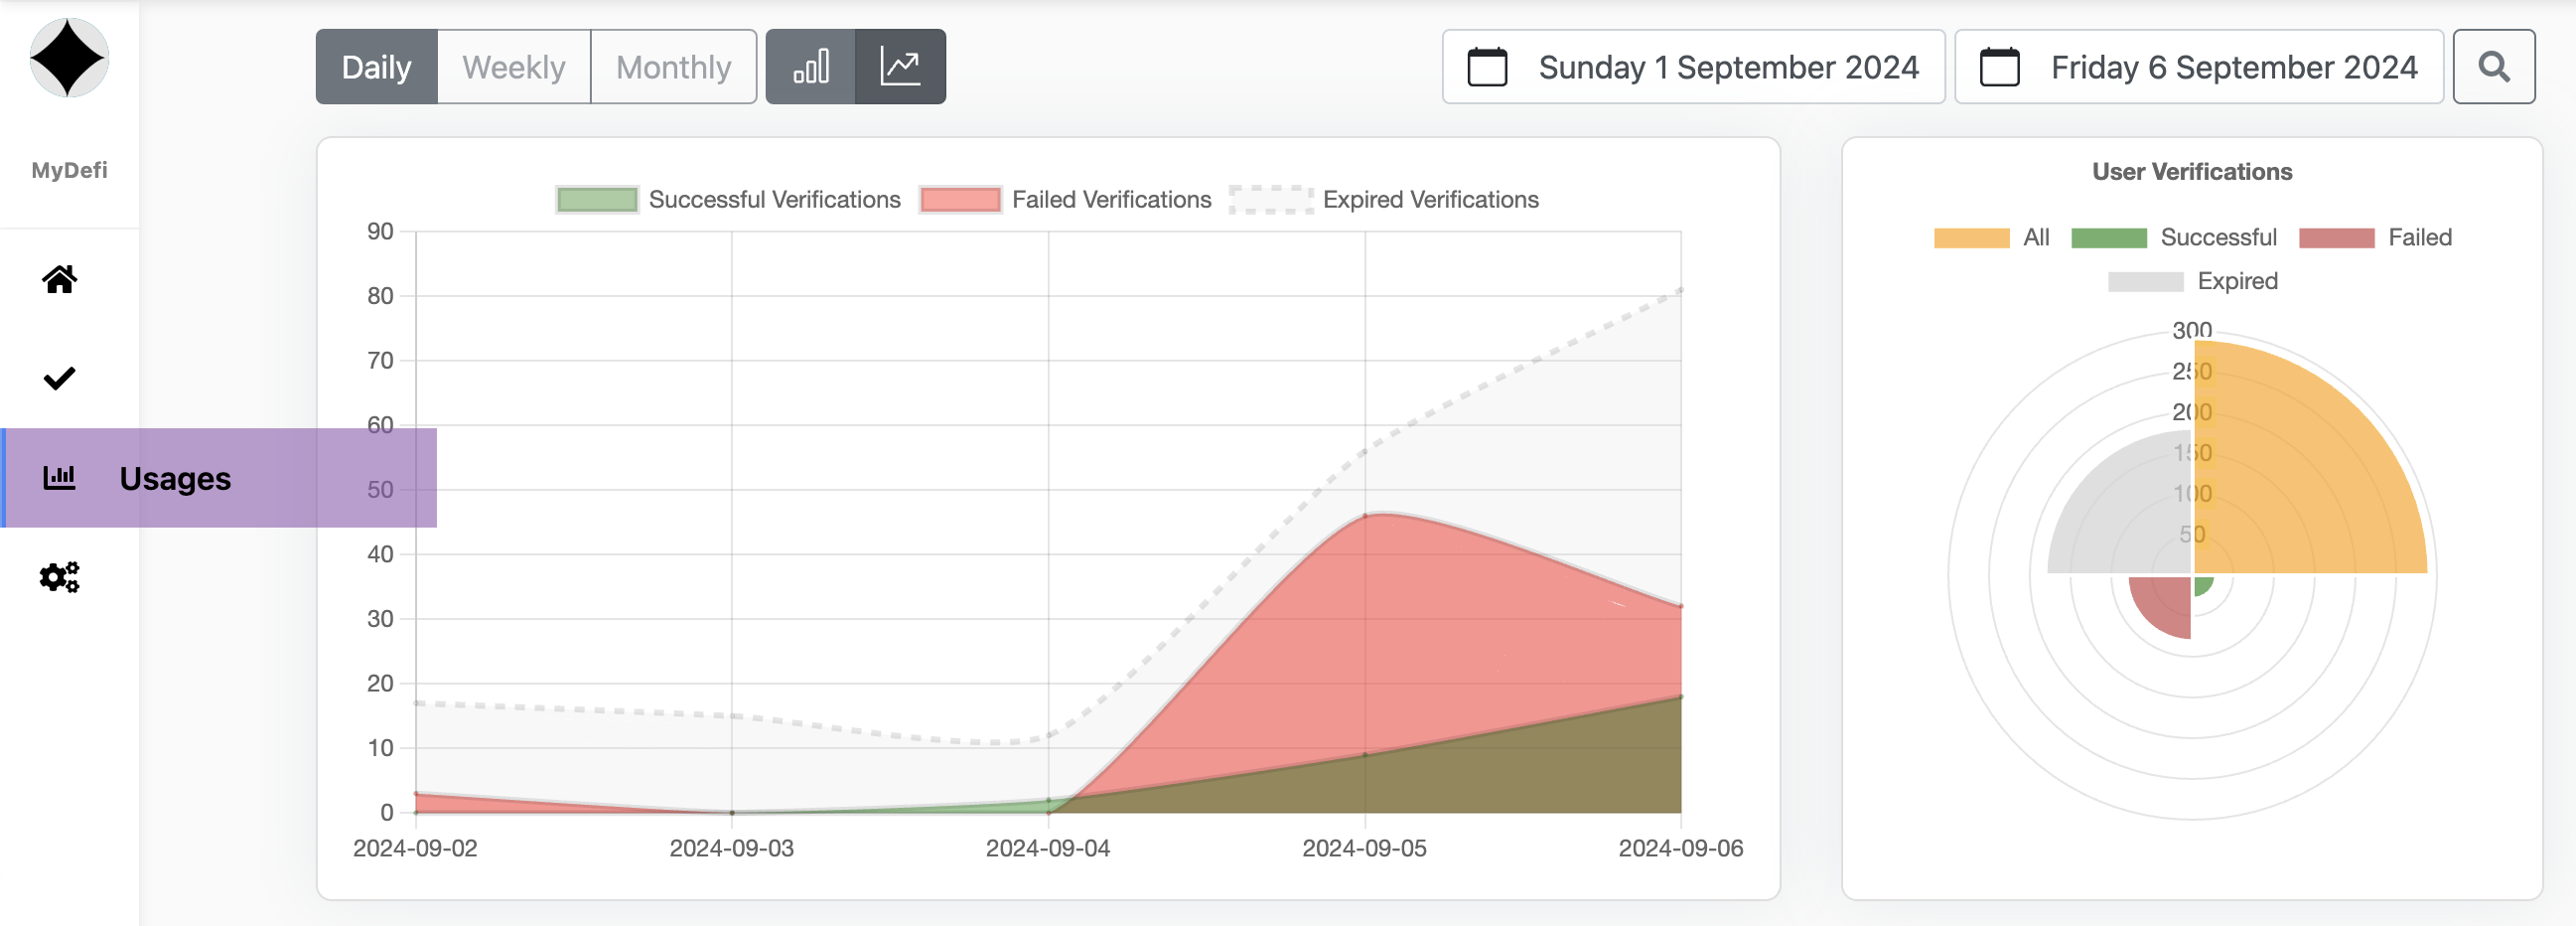 MyDefi
Usages
Daily Weekly Monthly
Sunday 1 September 2024 Friday 6 September 2024
Successful Verifications Failed Verifications Expired Verifications
90
80
70
60
50
40
30
20
10
0
2024-09-02 2024-09-03 2024-09-04 2024-09-05 2024-09-06
User Verifications
All Successful Failed
Expired
300
250
200
150
100
50